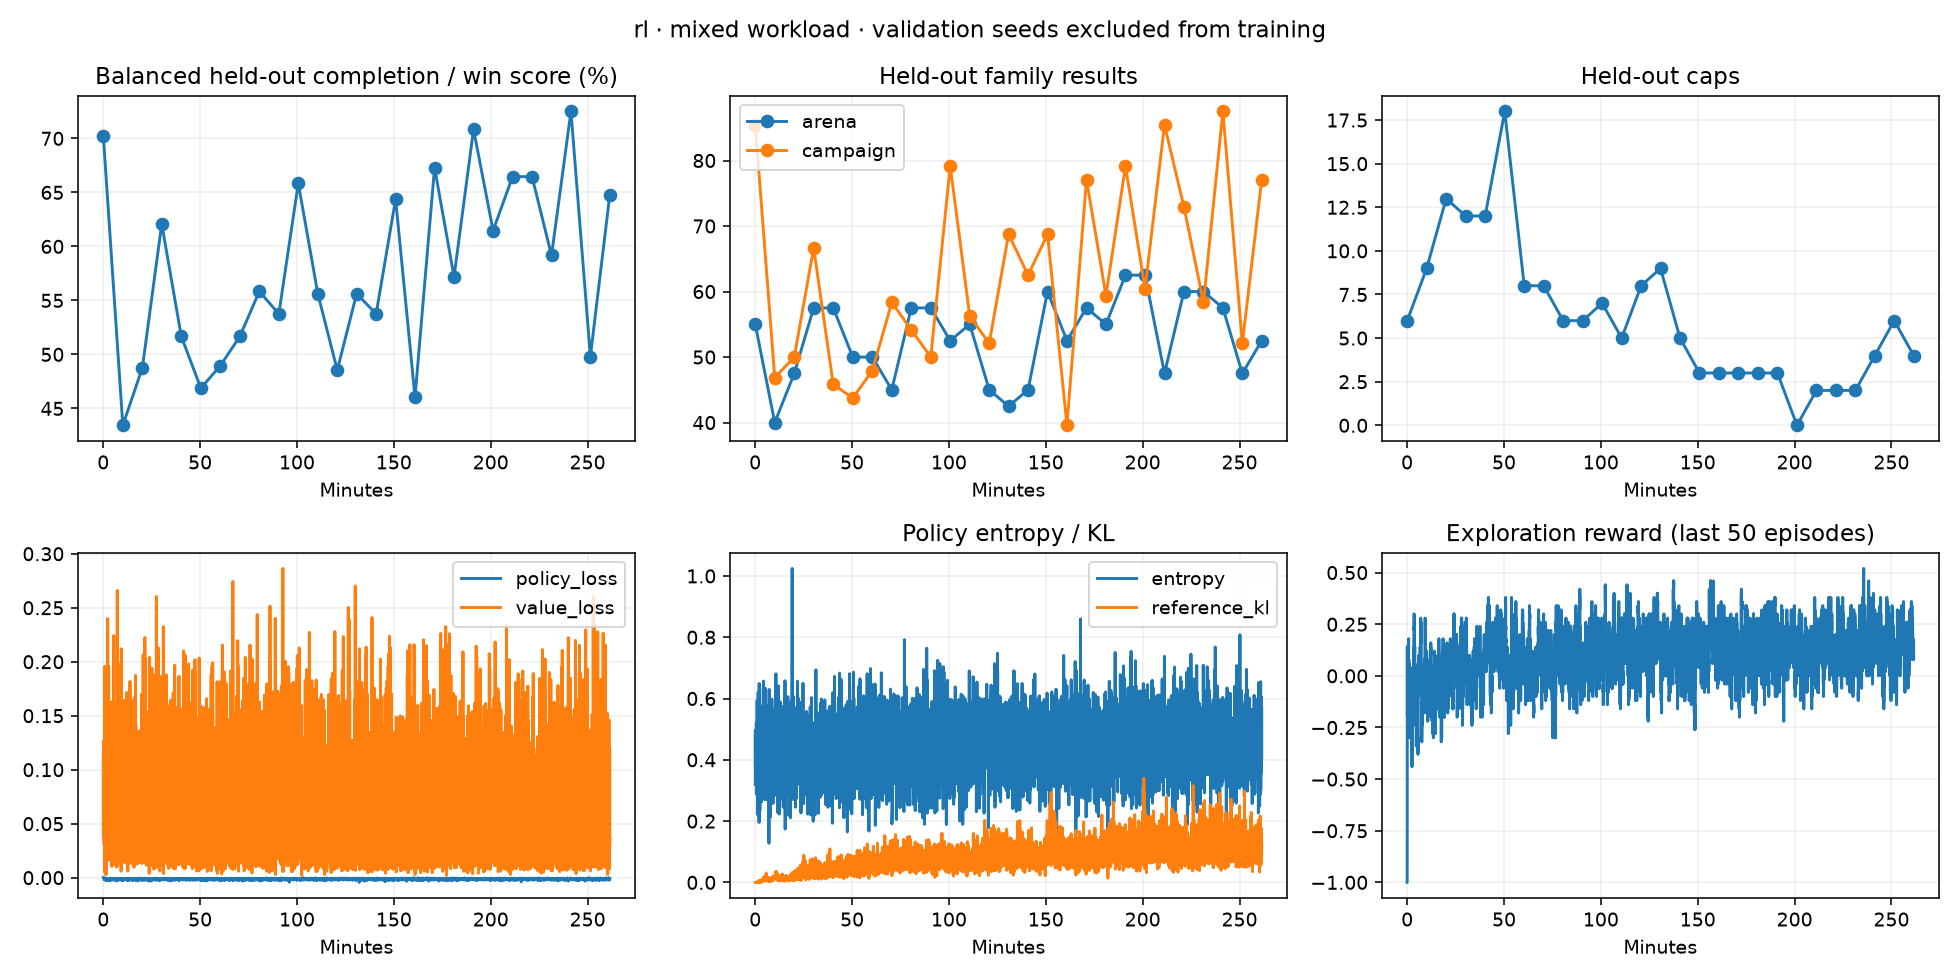 rl · mixed workload · validation seeds excluded from training
Balanced held-out completion / win score (%)
70
65
60
55
50
45
0 50 100 150 200 250
Minutes
Held-out family results
arena
campaign
80
70
60
50
40
0 50 100 150 200 250
Minutes
Held-out caps
17.5
15.0
12.5
10.0
7.5
5.0
2.5
0.0
0 50 100 150 200 250
Minutes
policy_loss
value_loss
0.30
0.25
0.20
0.15
0.10
0.05
0.00
0 50 100 150 200 250
Minutes
Policy entropy / KL
entropy
reference_kl
1.0
0.8
0.6
0.4
0.2
0.0
0 50 100 150 200 250
Minutes
Exploration reward (last 50 episodes)
0.50
0.25
0.00
−0.25
−0.50
−0.75
−1.00
0 50 100 150 200 250
Minutes